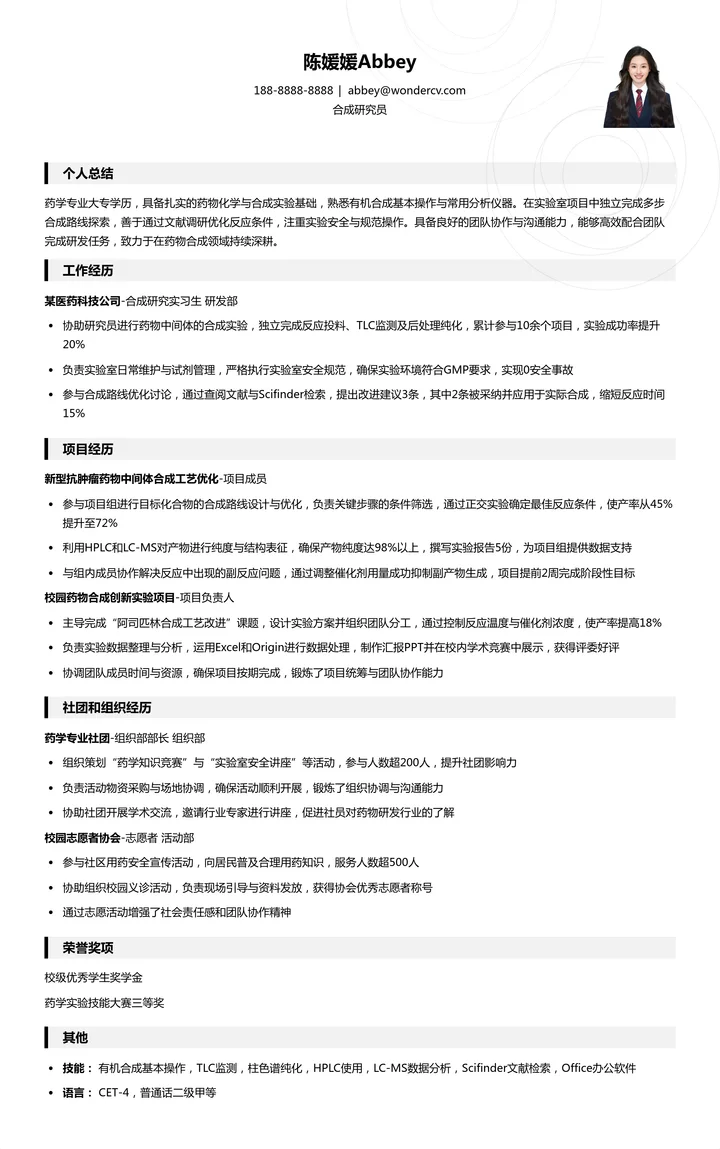 陈媛媛Abbey
188-8888-8888 | abbey@wondercv.com
合成研究员
个人总结
药学专业大专学历，具备扎实的药物化学与合成实验基础，熟悉有机合成基本操作与常用分析仪器。在实验室项目中独立完成多步
合成路线探索，善于通过文献调研优化反应条件，注重实验安全与规范操作。具备良好的团队协作与沟通能力，能够高效配合团队
完成研发任务，致力于在药物合成领域持续深耕。
工作经历
某医药科技公司-合成研究实习生 研发部
• 协助研究员进行药物中间体的合成实验，独立完成反应投料、TLC监测及后处理纯化，累计参与10余个项目，实验成功率提升
20%
• 负责实验室日常维护与试剂管理，严格执行实验室安全规范，确保实验环境符合GMP要求，实现0安全事故
• 参与合成路线优化讨论，通过查阅文献与Scifinder检索，提出改进建议3条，其中2条被采纳并应用于实际合成，缩短反应时间
15%
项目经历
新型抗肿瘤药物中间体合成工艺优化-项目成员
• 参与项目组进行目标化合物的合成路线设计与优化，负责关键步骤的条件筛选，通过正交实验确定最佳反应条件，使产率从45%
提升至72%
• 利用HPLC和LC-MS对产物进行纯度与结构表征，确保产物纯度达98%以上，撰写实验报告5份，为项目组提供数据支持
• 与组内成员协作解决反应中出现的副反应问题，通过调整催化剂用量成功抑制副产物生成，项目提前2周完成阶段性目标
校园药物合成创新实验项目-项目负责人
• 主导完成“阿司匹林合成工艺改进”课题，设计实验方案并组织团队分工，通过控制反应温度与催化剂浓度，使产率提高18%
• 负责实验数据整理与分析，运用Excel和Origin进行数据处理，制作汇报PPT并在校内学术竞赛中展示，获得评委好评
• 协调团队成员时间与资源，确保项目按期完成，锻炼了项目统筹与团队协作能力
社团和组织经历
药学专业社团-组织部部长 组织部
• 组织策划“药学知识竞赛”与“实验室安全讲座”等活动，参与人数超200人，提升社团影响力
• 负责活动物资采购与场地协调，确保活动顺利开展，锻炼了组织协调与沟通能力
• 协助社团开展学术交流，邀请行业专家进行讲座，促进社员对药物研发行业的了解
校园志愿者协会-志愿者 活动部
• 参与社区用药安全宣传活动，向居民普及合理用药知识，服务人数超500人
• 协助组织校园义诊活动，负责现场引导与资料发放，获得协会优秀志愿者称号
• 通过志愿活动增强了社会责任感和团队协作精神
荣誉奖项
校级优秀学生奖学金
药学实验技能大赛三等奖
其他
• 技能： 有机合成基本操作，TLC监测，柱色谱纯化，HPLC使用，LC-MS数据分析，Scifinder文献检索，Office办公软件
• 语言： CET-4，普通话二级甲等